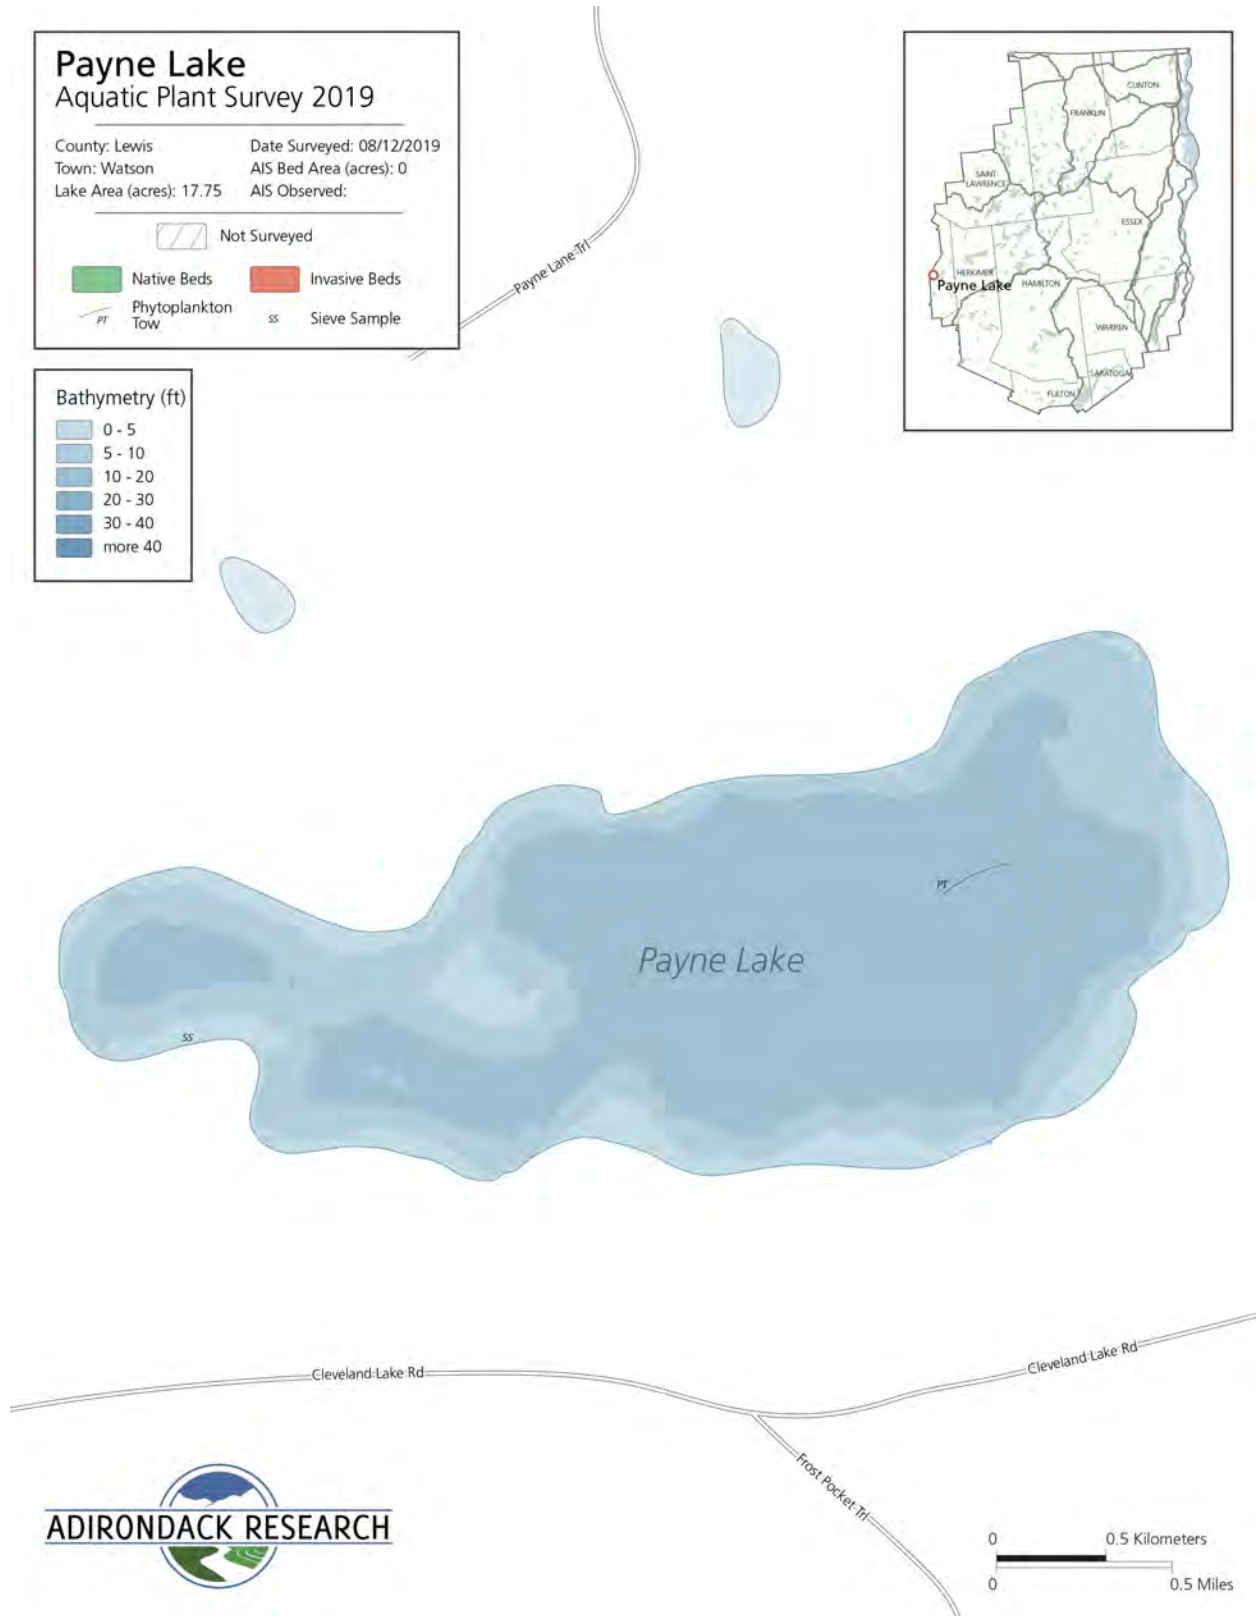 Payne Lake
Aquatic Plant Survey 2019
County: Lewis
Date Surveyed: 08/12/2019
Town: Watson
AIS Bed Area (acres): 0
Lake Area (acres): 17.75
AIS Observed:
Not Surveyed
Native Beds
Invasive Beds
PT
Phytoplankton
Tow
SS
Sieve Sample
Bathymetry (ft)
0 - 5
5 - 10
10 - 20
20 - 30
30 - 40
more 40
CLINTON
FRANKLIN
SAINT
LAWRENCE
ESSEX
HERKIMER
Payne Lake
HAMILTON
WARREN
SARATOGA
FULTON
Payne Lane Trl
PT
Payne Lake
SS
Cleveland Lake Rd
Cleveland Lake Rd
Frost Pocket Trl
ADIRONDACK RESEARCH
0
0.5 Kilometers
0
0.5 Miles